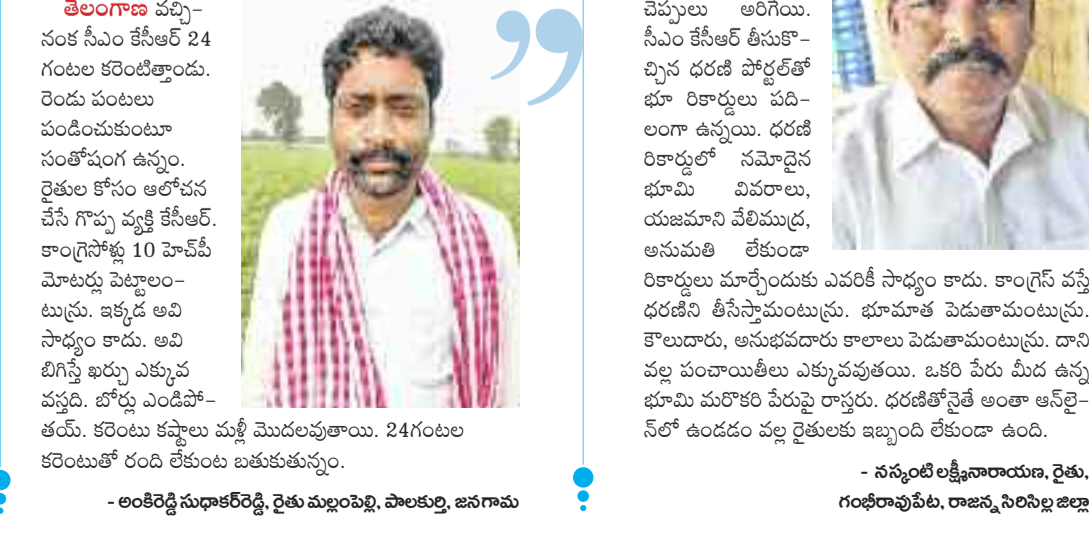 తెలంగాణ వచ్చి-
నంక సీఎం కేసీఆర్ 24
గంటల కరెంటిత్తాండు.
రెండు పంటలు
పండించుకుంటూ
సంతోషంగ ఉన్నం.
రైతుల కోసం ఆలోచన
చేసే గొప్ప వ్యక్తి కేసీఆర్.
కాంగ్రెసోళ్లు 10 హెచ్‌పీ
మోటర్లు పెట్టాలం-
టున్రు. ఇక్కడ అవి
సాధ్యం కాదు. అవి
బిగిస్తే ఖర్చు ఎక్కువ
వస్తది. బోర్లు ఎండిపో-
తయ్. కరెంటు కష్టాలు మళ్లీ మొదలవుతాయి. 24గంటల
కరెంటుతో రంది లేకుంట బతుకుతున్నం.
- అంకిరెడ్డి సుధాకర్‌రెడ్డి, రైతు మల్లంపెల్లి, పాలకుర్తి, జనగామ
చెప్పులు అరిగేయి.
సీఎం కేసీఆర్ తీసుకొ-
చ్చిన ధరణి పోర్టల్‌తో
భూ రికార్డులు పది-
లంగా ఉన్నయి. ధరణి
రికార్డులో నమోదైన
భూమి వివరాలు,
యజమాని వేలిముద్ర,
అనుమతి లేకుండా
రికార్డులు మార్చేందుకు ఎవరికీ సాధ్యం కాదు. కాంగ్రెస్ వస్తే
ధరణిని తీసేస్తామంటున్రు. భూమాత పెడుతామంటున్రు.
కౌలుదారు, అనుభవదారు కాలాలు పెడుతామంటున్రు. దాని
వల్ల పంచాయితీలు ఎక్కువవుతయి. ఒకరి పేరు మీద ఉన్న
భూమి మరొకరి పేరుపై రాస్తరు. ధరణితోనైతే అంతా ఆన్‌లై-
న్‌లో ఉండడం వల్ల రైతులకు ఇబ్బంది లేకుండా ఉంది.
- నస్కంటి లక్ష్మీనారాయణ, రైతు,
గంభీరావుపేట, రాజన్న సిరిసిల్ల జిల్లా